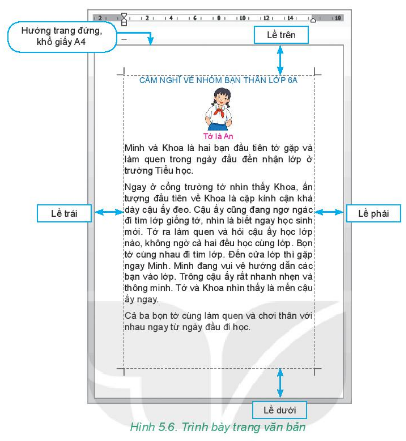 Hướng trang đứng,
khổ giấy A4
Lề trên
CẢM NGHĨ VỀ NHÓM BẠN THÂN LỚP 6A
Tớ là An
Minh và Khoa là hai bạn đầu tiên tớ gặp và
làm quen trong ngày đầu đến nhận lớp ở
trường Tiểu học.
Ngay ở cổng trường tớ nhìn thấy Khoa, ấn
tượng đầu tiên về Khoa là cặp kính cận khá
dày cậu ấy đeo. Cậu ấy cũng đang ngơ ngác
đi tìm lớp giống tớ, nhìn là biết ngay học sinh
mới. Tớ ra làm quen và hỏi cậu ấy học lớp
nào, không ngờ cả hai đều học cùng lớp. Bọn
tớ cùng nhau đi tìm lớp. Đến cửa lớp thì gặp
ngay Minh. Minh đang vui vẻ hướng dẫn các
bạn vào lớp. Trông cậu ấy rất nhanh nhẹn và
thông minh. Tớ và Khoa nhìn thấy là mến cậu
ấy ngay.
Cả ba bọn tớ cùng làm quen và chơi thân với
nhau ngay từ ngày đầu đi học.
Lề trái
Lề phải
Lề dưới
Hình 5.6. Trình bày trang văn bản